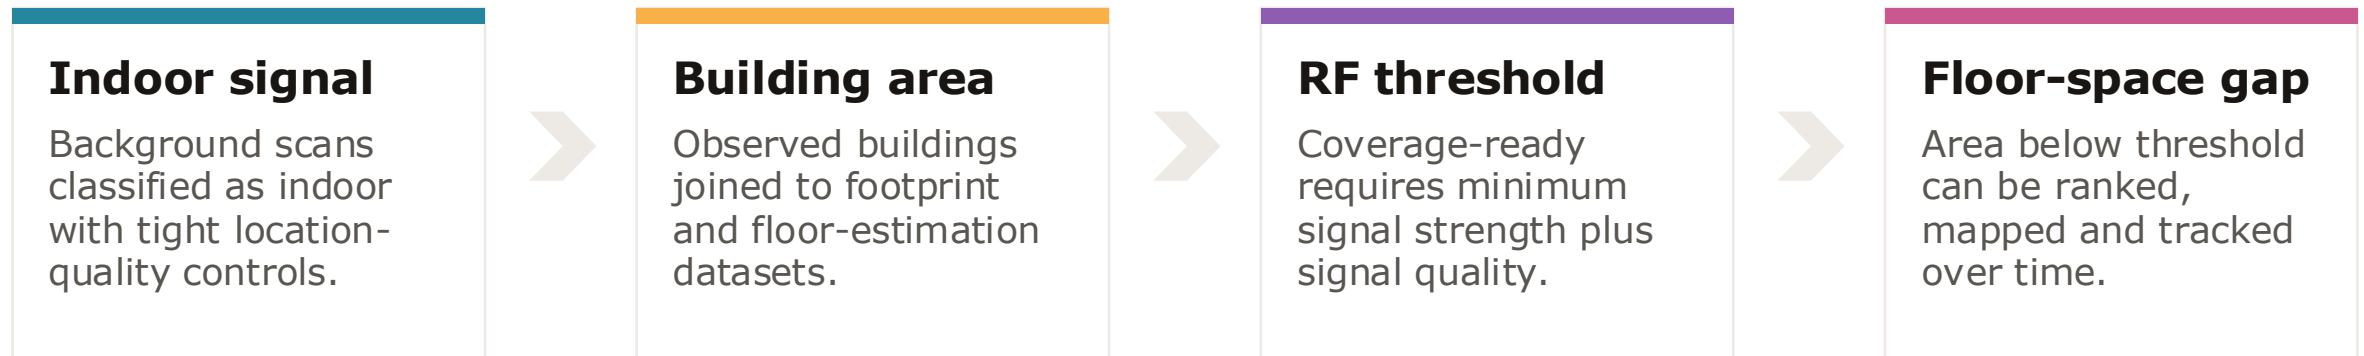 Indoor signal
Background scans
classified as indoor
with tight location-
quality controls.
Building area
Observed buildings
joined to footprint
and floor-estimation
datasets.
RF threshold
Coverage-ready
requires minimum
signal strength plus
signal quality.
Floor-space gap
Area below threshold
can be ranked,
mapped and tracked
over time.